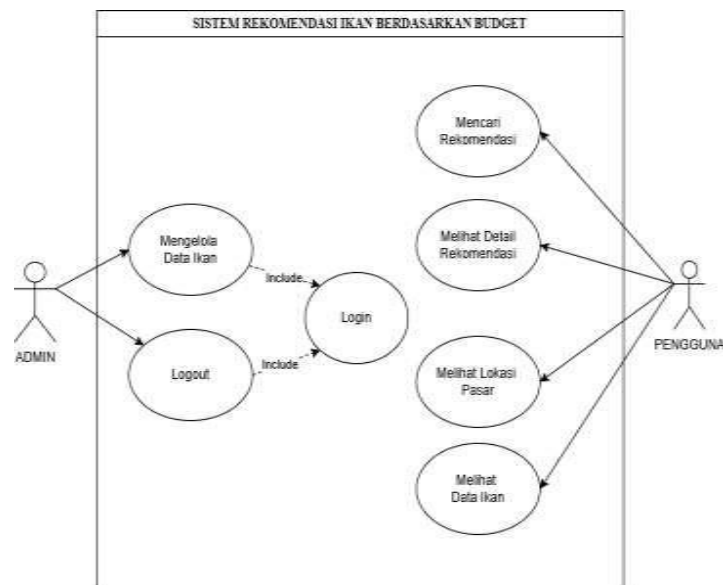 SISTEM REKOMENDASI IKAN BERDASARKAN BUDGET
Mencari
Rekomendasi
Mengelola
Data Ikan
Melihat Detail
Rekomendasi
Include
Login
ADMIN
PENGGUNA
Include
Logout
Melihat Lokasi
Pasar
Melihat
Data Ikan